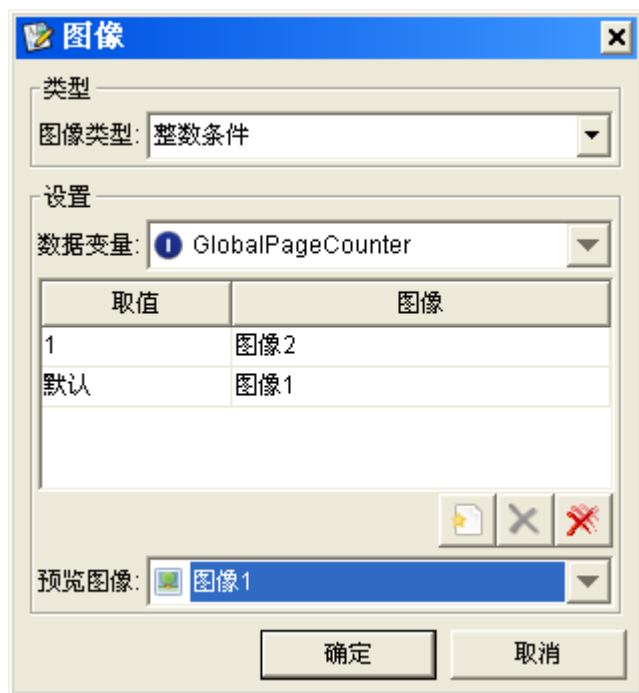 图像
类型
图像类型: 整数条件
设置
数据变量: GlobalPageCounter
取值 图像
1 图像2
默认 图像1
预览图像: 图像1
确定 取消